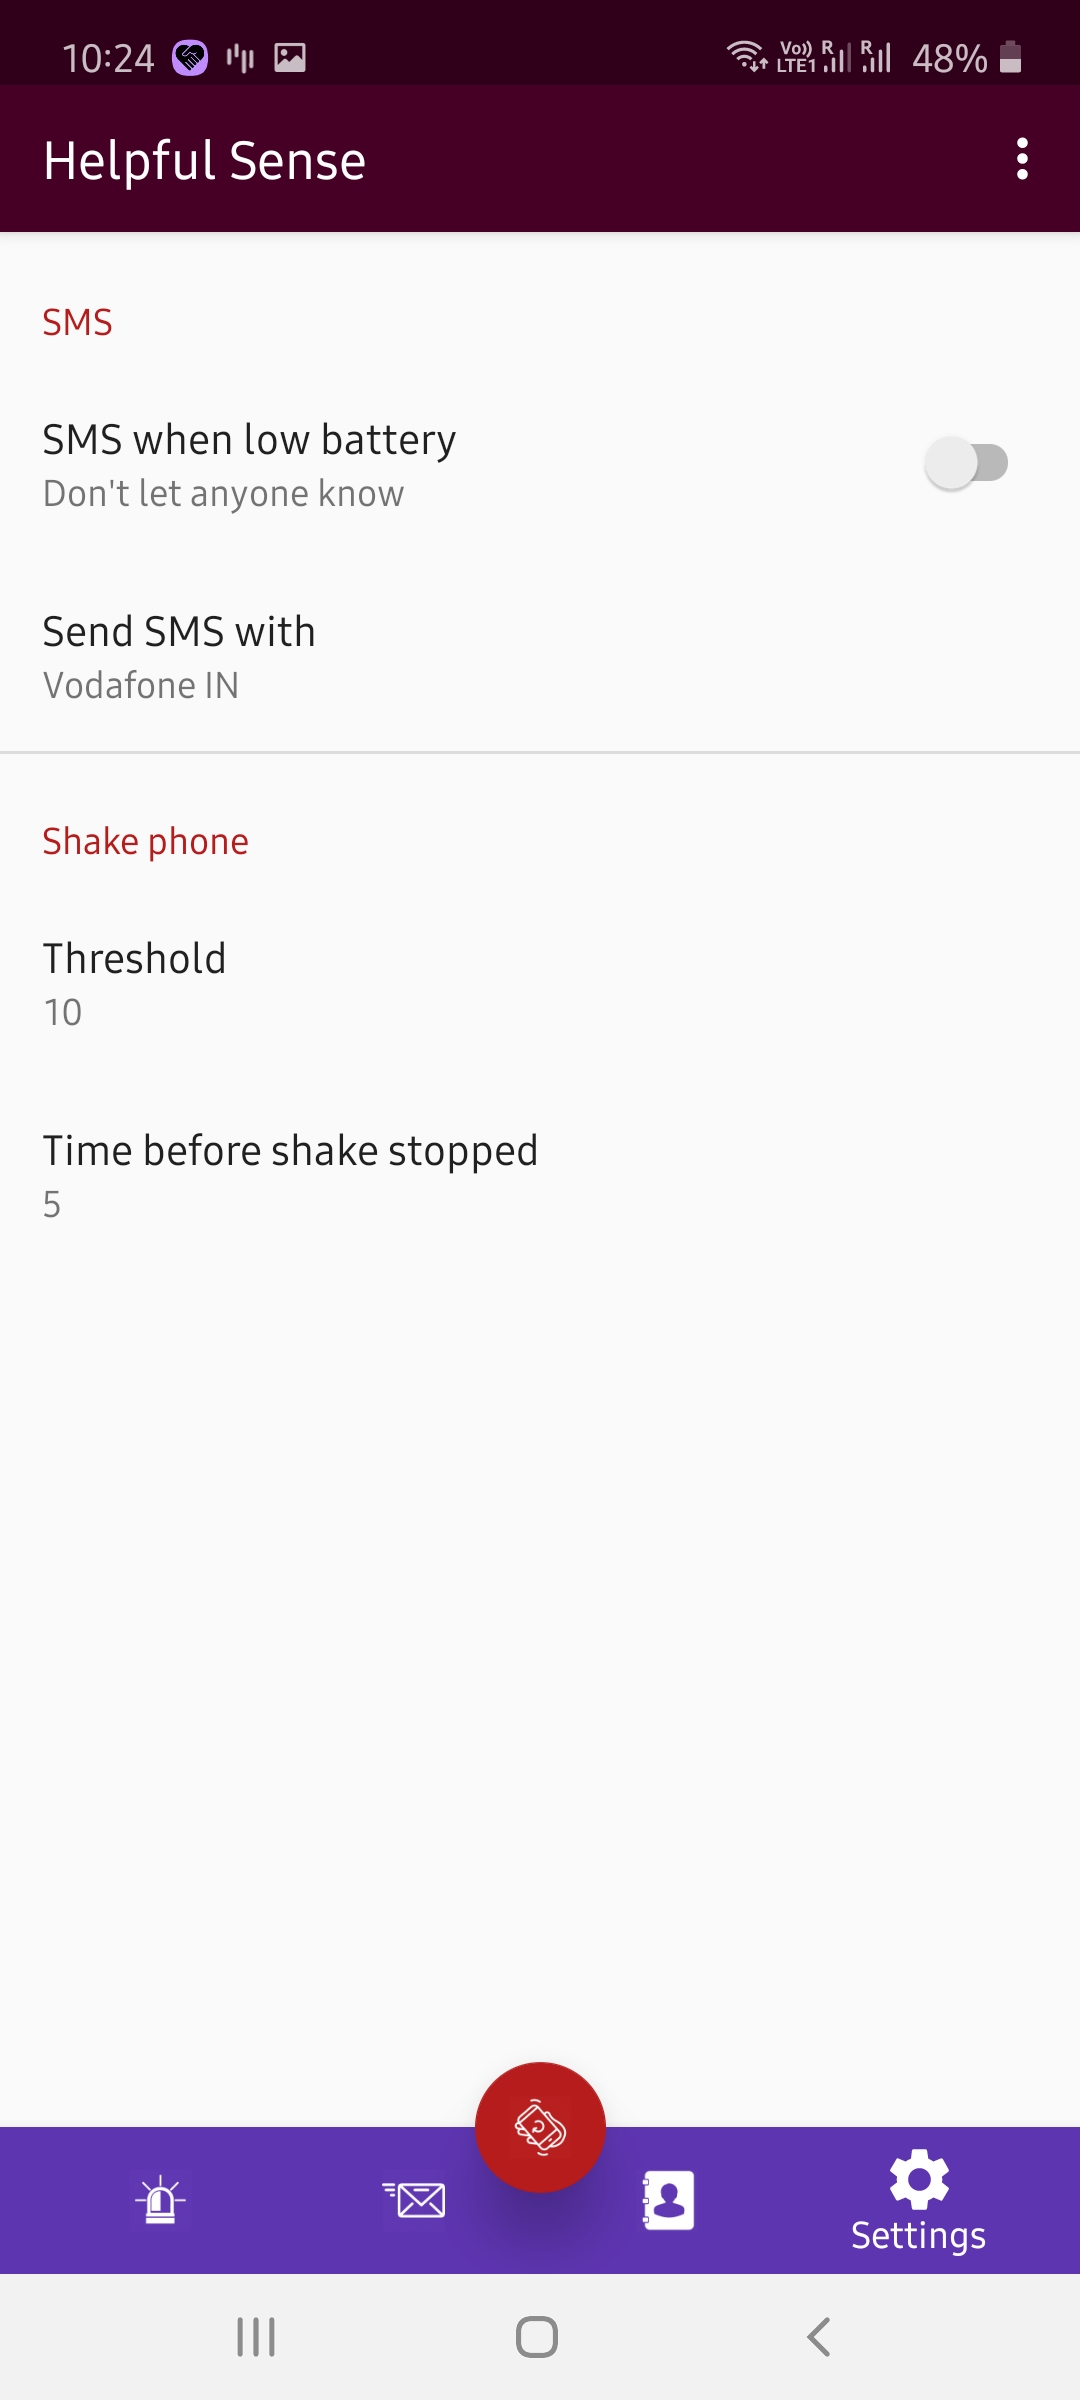 10:24
Vo)) LTE1 R R 48%
Helpful Sense
SMS
SMS when low battery
Don't let anyone know
Send SMS with
Vodafone IN
Shake phone
Threshold
10
Time before shake stopped
5
Settings